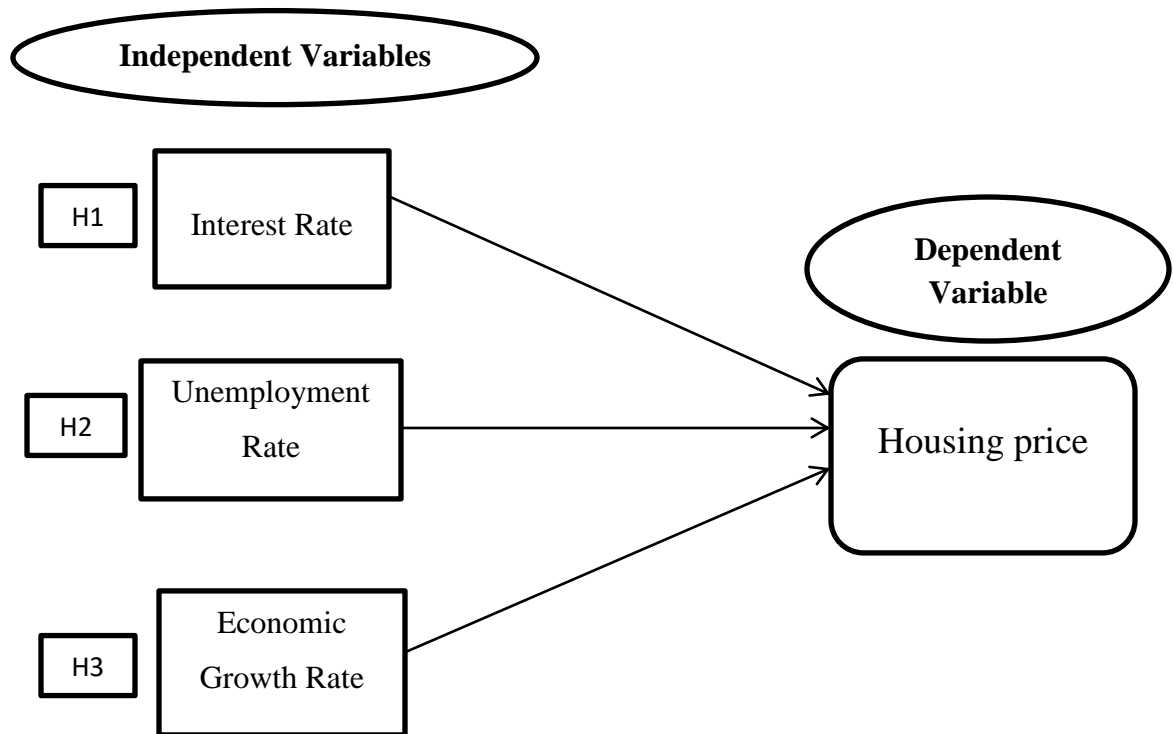 Independent Variables
H1
Interest Rate
Dependent
Variable
H2
Unemployment
Rate
Housing price
H3
Economic
Growth Rate